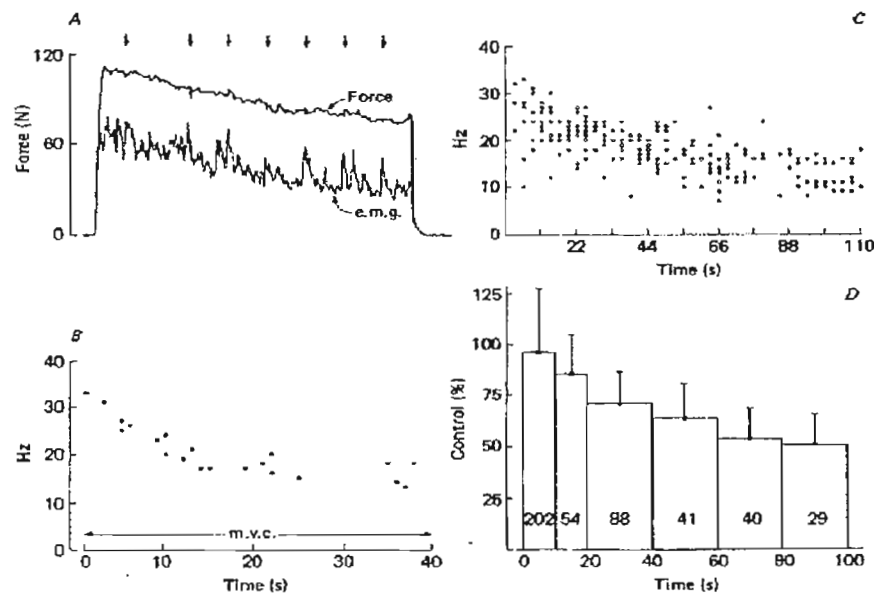 A
120
60
0
Force (N)
Force
e.m.g.
B
40
30
20
10
0
Hz
m.v.c.
0 10 20 30 40
Time (s)
C
40
30
20
10
0
Hz
22 44 66 88 110
Time (s)
D
125
100
75
50
25
Control (%)
202 54 88 41 40 29
0 20 40 60 80 100
Time (s)